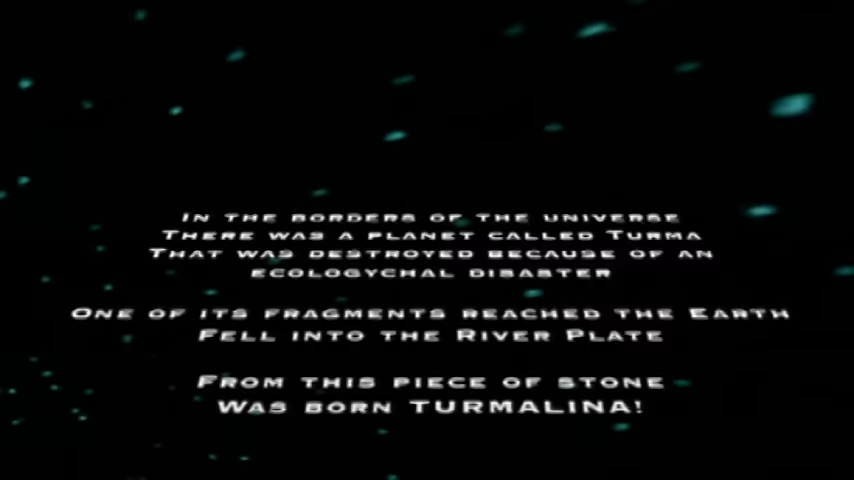 In the borders of the universe
There was a planet called Turma
That was destroyed because of an
ecologychal disaster
One of its fragments reached the Earth
Fell into the River Plate
From this piece of stone
Was born TURMALINA!